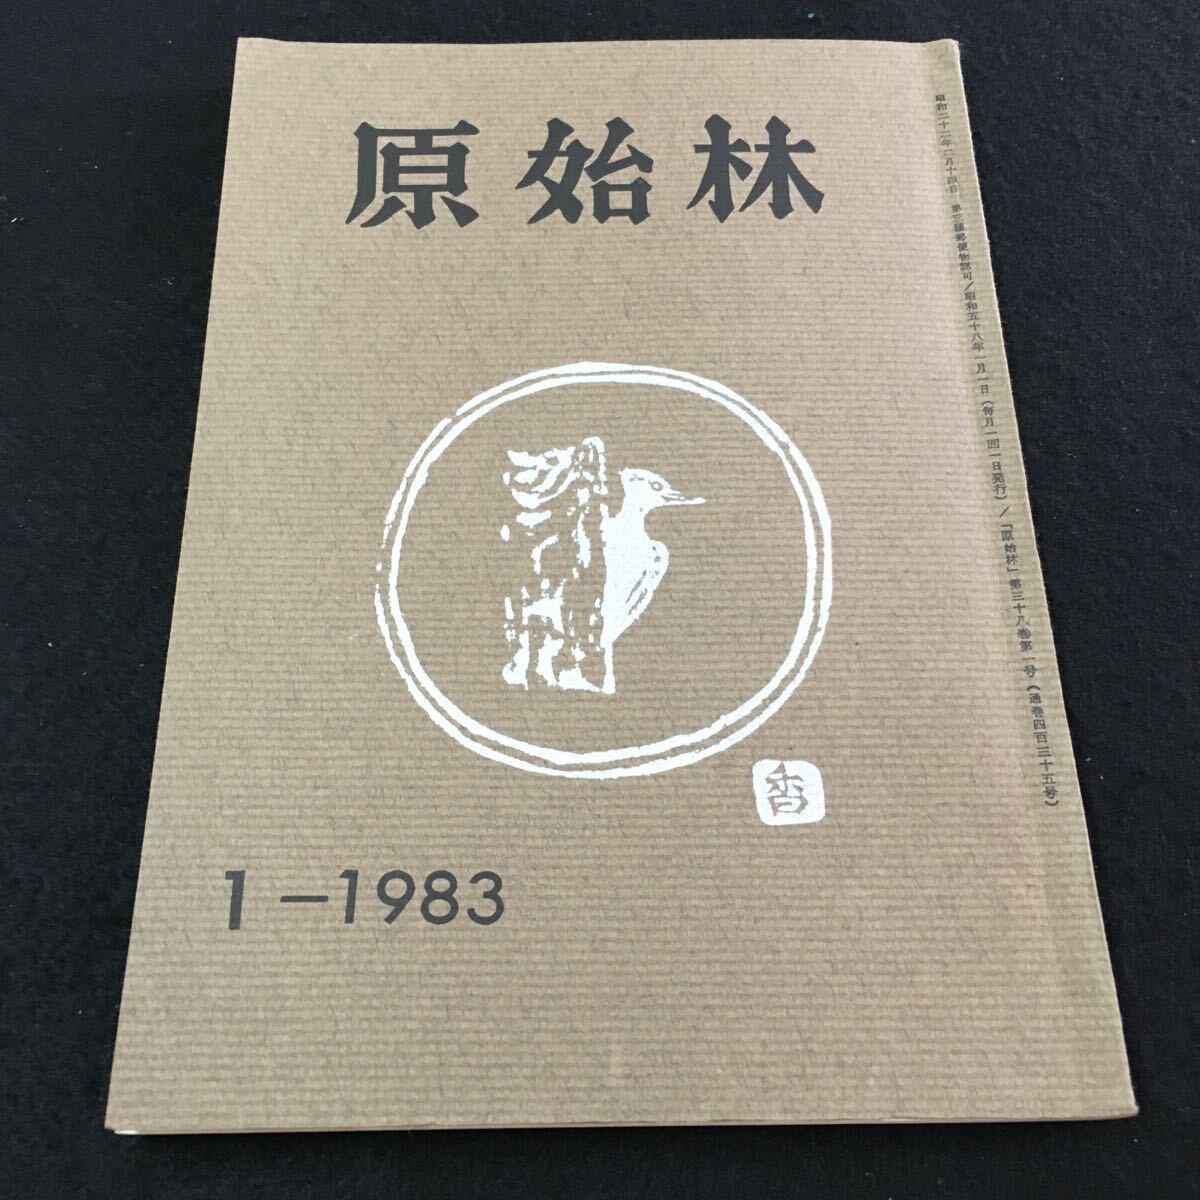 原始林
昭和二十二年二月十四日 第三種郵便物認可/昭和五十八年一月一日(毎月一回一日発行)/「原始林」第三十八巻第一号(通巻四百三十五号)
香
1-1983